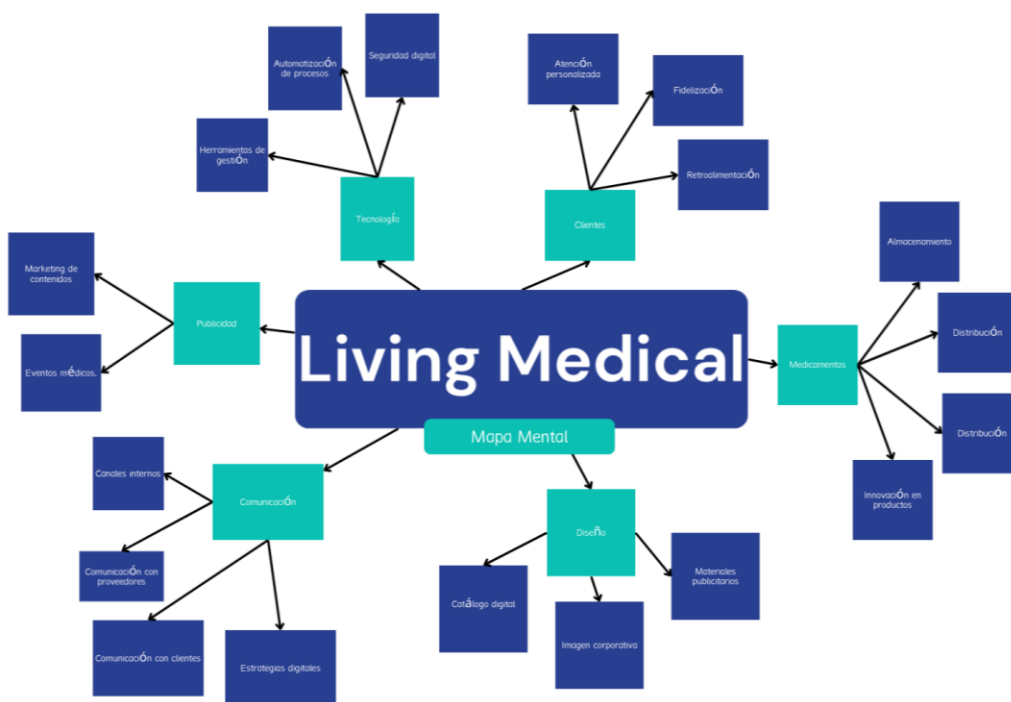 Automatización
de procesos
Seguridad digital
Herramientas de
gestión
Tecnología
Atención
personalizada
Fidelización
Retroalimentación
Clientes
Marketing de
contenidos
Eventos médicos.
Publicidad
Living Medical
Mapa Mental
Almacenamiento
Distribución
Distribución
Innovación en
productos
Medicamentos
Canales internos
Comunicación
Comunicación con
proveedores
Comunicación con clientes
Estrategias digitales
Diseño
Catálogo digital
Imagen corporativa
Materiales
publicitarios